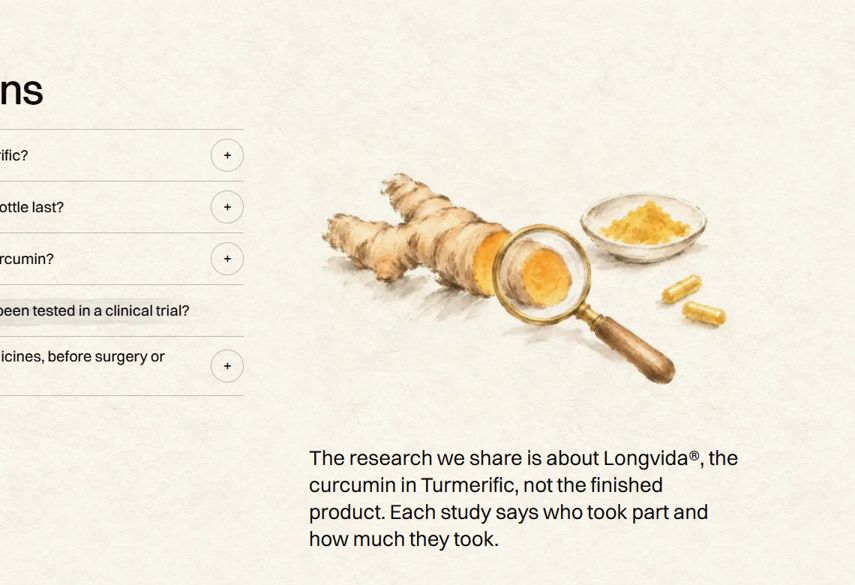 ns
rific?
+
ottle last?
+
rcumin?
+
been tested in a clinical trial?
icines, before surgery or
+
The research we share is about Longvida®, the
curcumin in Turmerific, not the finished
product. Each study says who took part and
how much they took.